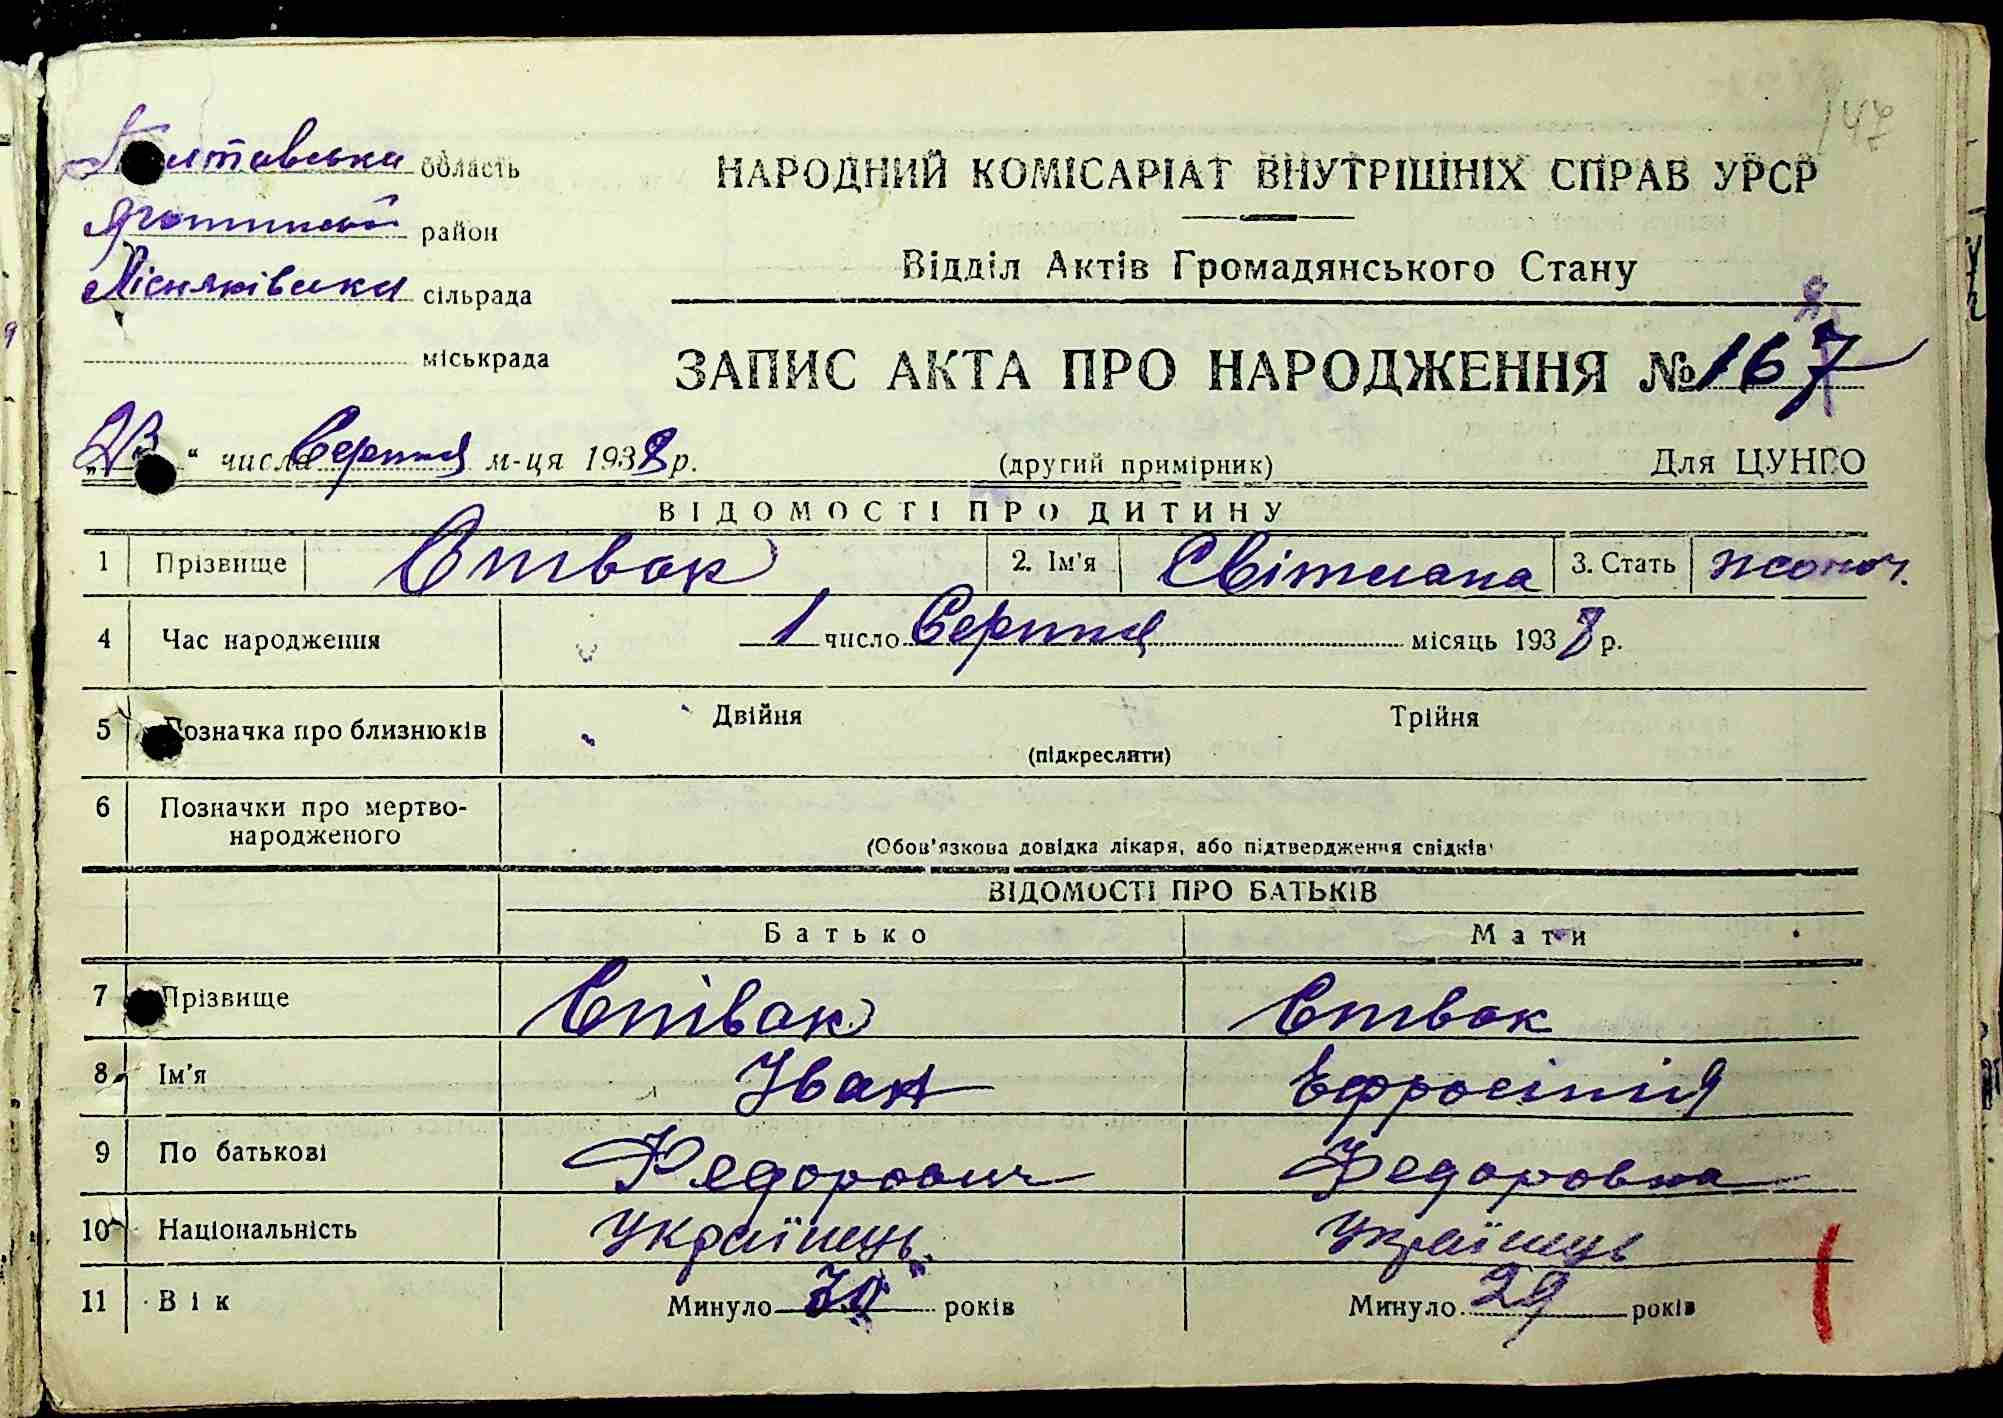 147
Полтавська область
Яготинський район
Лісняківська сільрада
міськрада
НАРОДНИЙ КОМІСАРІАТ ВНУТРІШНІХ СПРАВ УРСР
Відділ Актів Громадянського Стану
ЗАПИС АКТА ПРО НАРОДЖЕННЯ № 167
„23“ числа Серпня м-ця 1938 р.
(другий примірник)
Для ЦУНГО
ВІДОМОСТІ ПРО ДИТИНУ
1 Прізвище Співак 2. Ім'я Світлана 3. Стать жоноч.
4 Час народження 1 число Серпня місяць 1938 р.
5 Позначка про близнюків Двійня Трійня
(підкреслити)
6 Позначки про мертво-
народженого
(Обов'язкова довідка лікаря, або підтвердження свідків)
ВІДОМОСТІ ПРО БАТЬКІВ
Батько Мати
7 Прізвище Співак Співак
8 Ім'я Іван Ефросінія
9 По батькові Федорович Федоровна
10 Національність Українець Українець
11 Вік Минуло 30 років Минуло 29 років